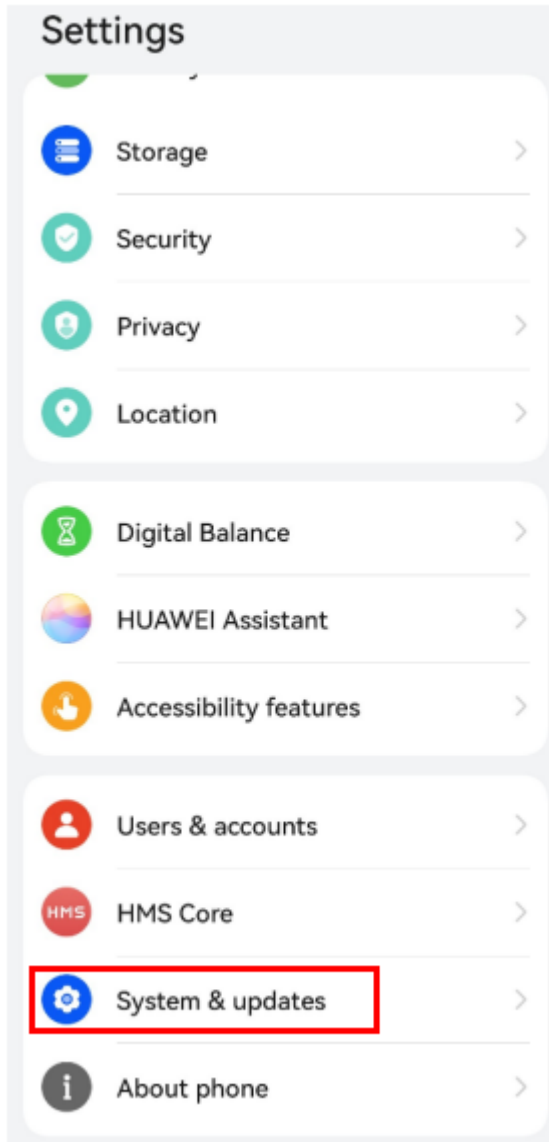 Settings
Storage
Security
Privacy
Location
Digital Balance
HUAWEI Assistant
Accessibility features
Users & accounts
HMS
HMS Core
System & updates
i
About phone